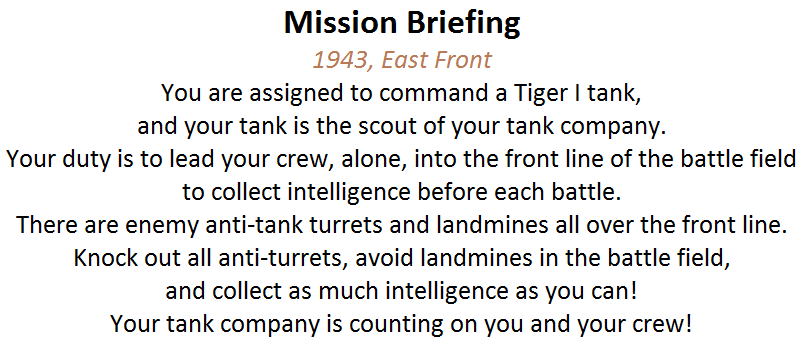 Mission Briefing
1943, East Front
You are assigned to command a Tiger I tank,
and your tank is the scout of your tank company.
Your duty is to lead your crew, alone, into the front line of the battle field
to collect intelligence before each battle.
There are enemy anti-tank turrets and landmines all over the front line.
Knock out all anti-turrets, avoid landmines in the battle field,
and collect as much intelligence as you can!
Your tank company is counting on you and your crew!